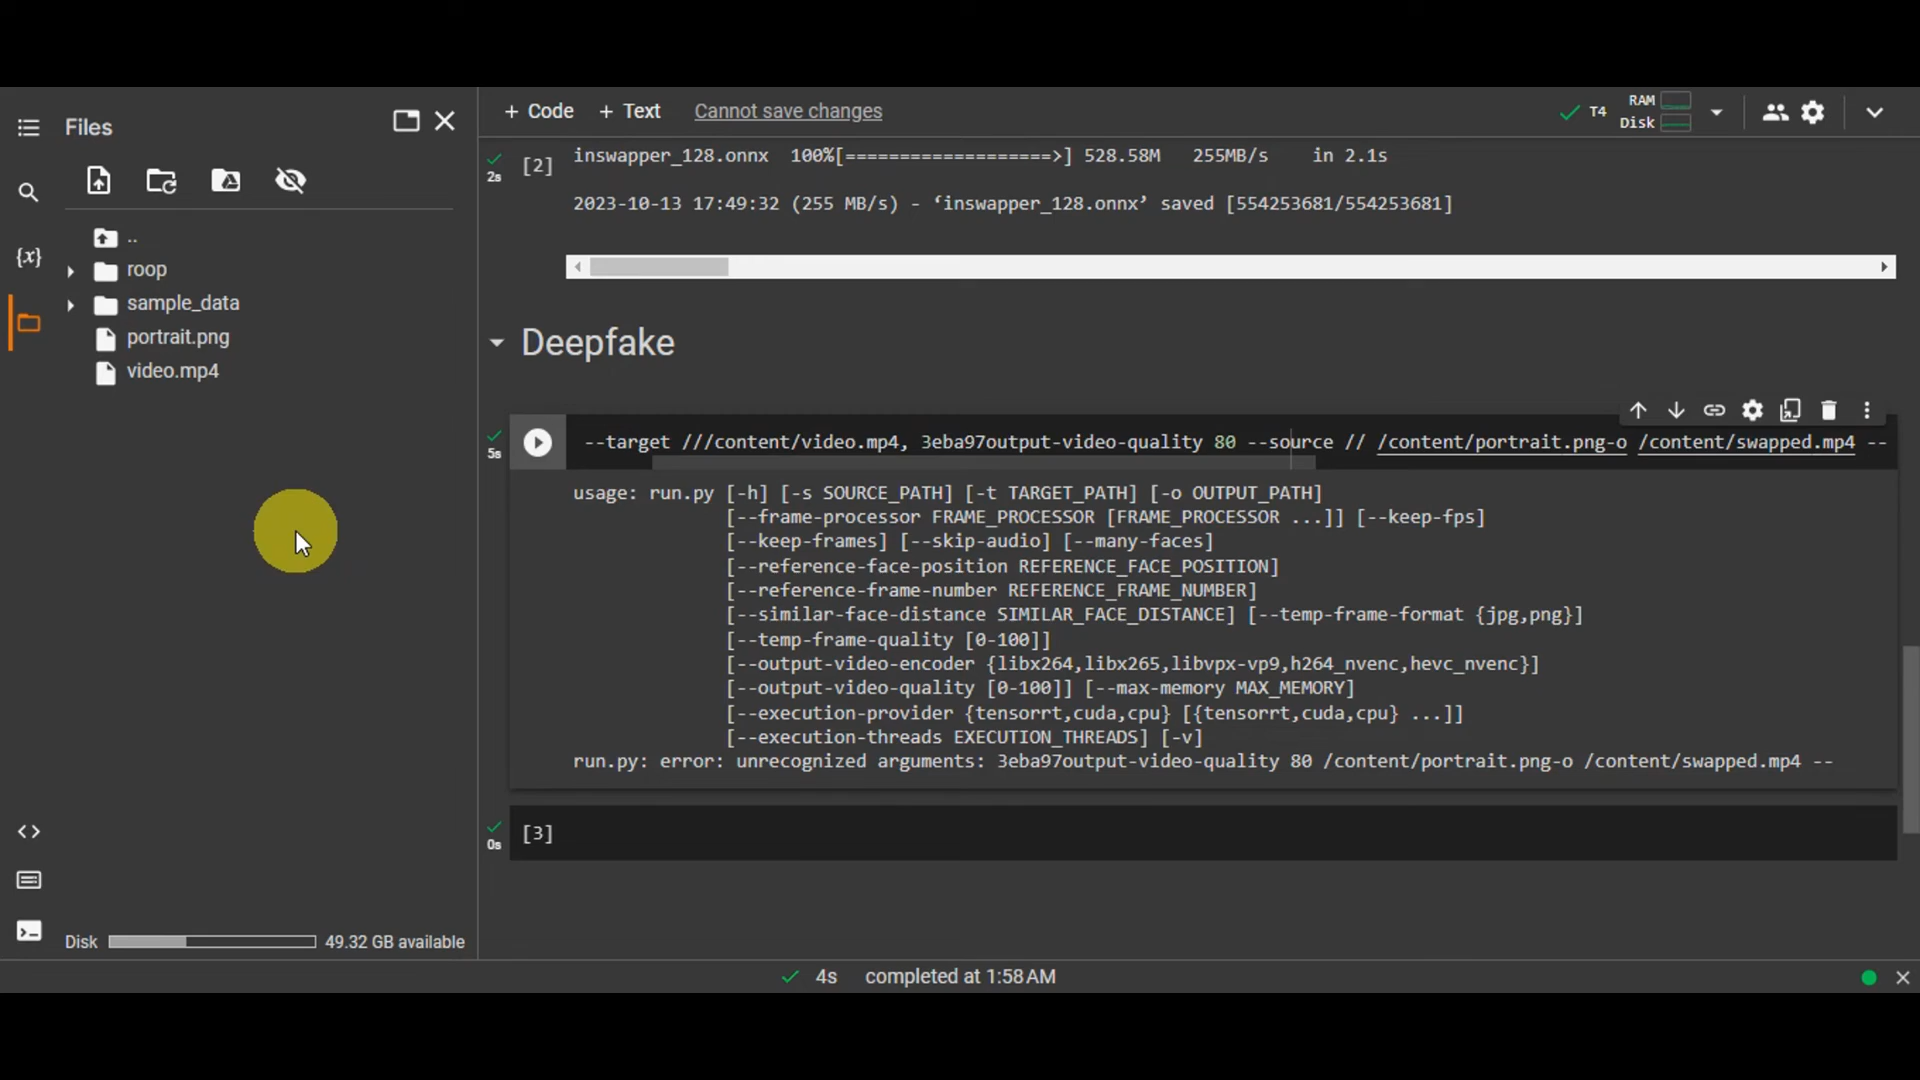 Files
..
roop
sample_data
portrait.png
video.mp4
{x}
Disk 49.32 GB available
+ Code + Text Cannot save changes
T4 RAM
Disk
2s [2] inswapper_128.onnx 100%[===================>] 528.58M 255MB/s in 2.1s
2023-10-13 17:49:32 (255 MB/s) - ‘inswapper_128.onnx’ saved [554253681/554253681]
Deepfake
5s --target ///content/video.mp4, 3eba97output-video-quality 80 --source // /content/portrait.png-o /content/swapped.mp4 --
usage: run.py [-h] [-s SOURCE_PATH] [-t TARGET_PATH] [-o OUTPUT_PATH]
[--frame-processor FRAME_PROCESSOR [FRAME_PROCESSOR ...]] [--keep-fps]
[--keep-frames] [--skip-audio] [--many-faces]
[--reference-face-position REFERENCE_FACE_POSITION]
[--reference-frame-number REFERENCE_FRAME_NUMBER]
[--similar-face-distance SIMILAR_FACE_DISTANCE] [--temp-frame-format {jpg,png}]
[--temp-frame-quality [0-100]]
[--output-video-encoder {libx264,libx265,libvpx-vp9,h264_nvenc,hevc_nvenc}]
[--output-video-quality [0-100]] [--max-memory MAX_MEMORY]
[--execution-provider {tensorrt,cuda,cpu} [{tensorrt,cuda,cpu} ...]]
[--execution-threads EXECUTION_THREADS] [-v]
run.py: error: unrecognized arguments: 3eba97output-video-quality 80 /content/portrait.png-o /content/swapped.mp4 --
0s [3]
4s completed at 1:58 AM